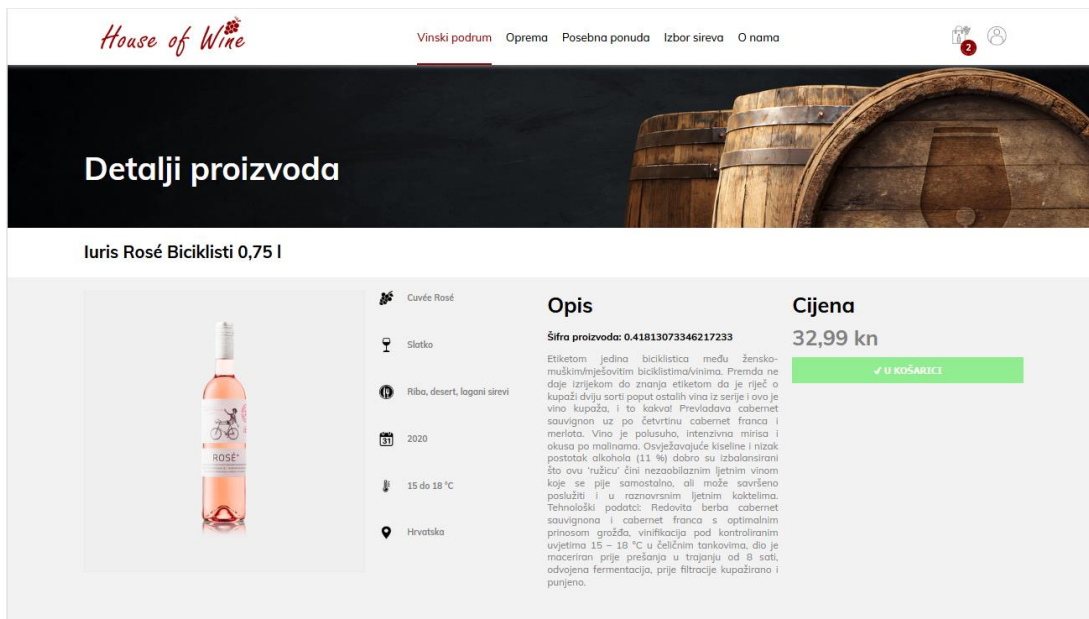 House of Wine
Vinski podrum Oprema Posebna ponuda Izbor sireva O nama
2
Detalji proizvoda
Iuris Rosé Biciklisti 0,75 l
ROSÉ
Cuvée Rosé
Slatko
Riba, desert, lagani sirevi
31
2020
15 do 18 °C
Hrvatska
Opis
Šifra proizvoda: 0.41813073346217233
Etiketom jedina biciklistica među žensko-
muškim/mješovitim biciklistima/vinima. Premda ne
daje izrijekom do znanja etiketom da je riječ o
kupaži dviju sorti poput ostalih vina iz serije i ovo je
vino kupaža, i to kakva! Prevladava cabernet
sauvignon uz po četvrtinu cabernet franca i
merlota. Vino je polusuho, intenzivna mirisa i
okusa po malinama. Osvježavajuće kiseline i nizak
postotak alkohola (11 %) dobro su izbalansirani
što ovu 'ružicu' čini nezaobilaznim ljetnim vinom
koje se pije samostalno, ali može savršeno
poslužiti i u raznovrsnim ljetnim koktelima.
Tehnološki podatci: Redovita berba cabernet
sauvignona i cabernet franca s optimalnim
prinosom grožđa, vinifikacija pod kontroliranim
uvjetima 15 – 18 °C u čeličnim tankovima, dio je
maceriran prije prešanja u trajanju od 8 sati,
odvojena fermentacija, prije filtracije kupažirano i
punjeno.
Cijena
32,99 kn
✓ U KOŠARICI